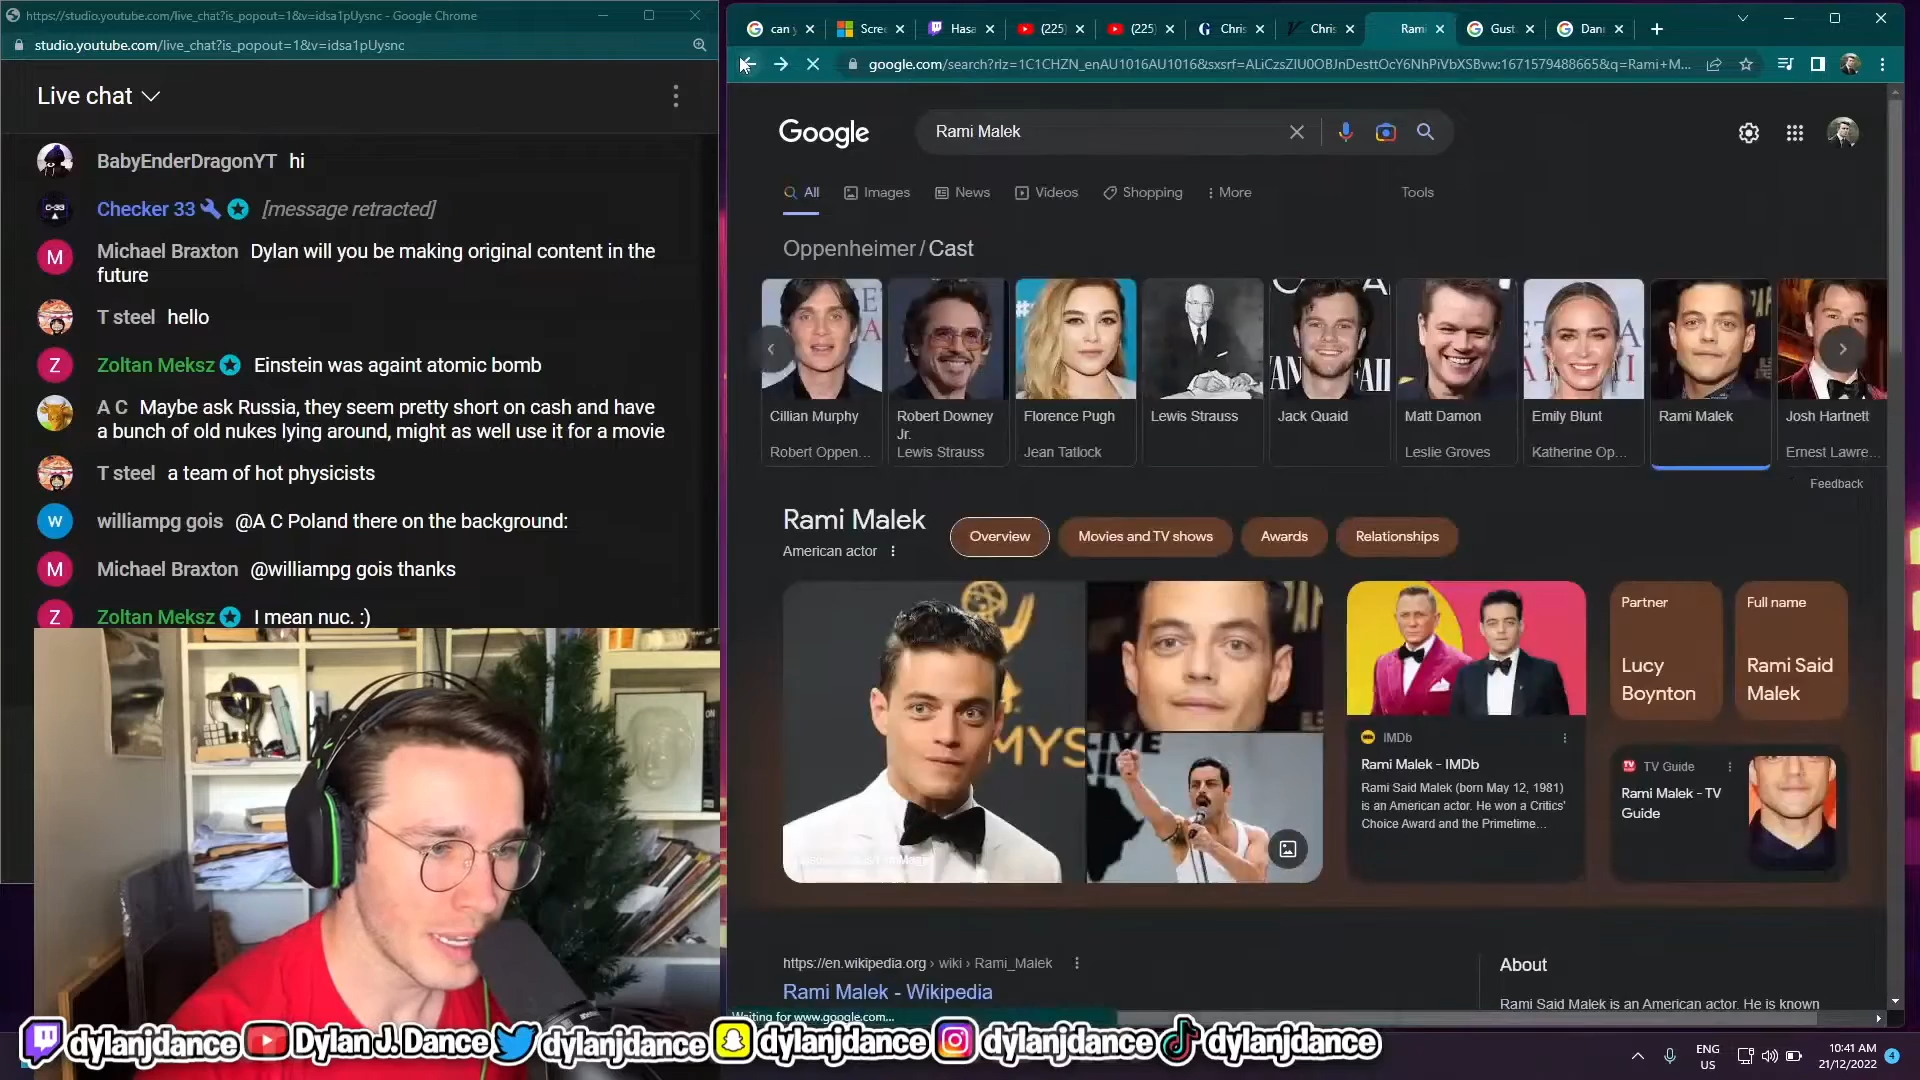 https://studio.youtube.com/live_chat?is_popout=1&v=idsa1pUysnc - Google Chrome
studio.youtube.com/live_chat?is_popout=1&v=idsa1pUysnc
Live chat
BabyEnderDragonYT hi
Checker 33 [message retracted]
Michael Braxton Dylan will you be making original content in the
future
T steel hello
Zoltan Meksz Einstein was againt atomic bomb
A C Maybe ask Russia, they seem pretty short on cash and have
a bunch of old nukes lying around, might as well use it for a movie
T steel a team of hot physicists
williampg gois @A C Poland there on the background:
Michael Braxton @williampg gois thanks
Zoltan Meksz I mean nuc. :)
can y
Scree
Hasa
(225)
(225)
Chris
Chris
Rami
Gust
Dann
google.com/search?rlz=1C1CHZN_enAU1016AU1016&sxsrf=ALiCzsZIU0OBJnDesttOcY6NhPiVbXSBvw:1671579488665&q=Rami+M...
Google
Rami Malek
All
Images
News
Videos
Shopping
More
Tools
Oppenheimer / Cast
Cillian Murphy
Robert Oppen...
Robert Downey
Jr.
Lewis Strauss
Florence Pugh
Jean Tatlock
Lewis Strauss
Jack Quaid
Matt Damon
Leslie Groves
Emily Blunt
Katherine Op...
Rami Malek
Josh Hartnett
Ernest Lawre...
Feedback
Rami Malek
American actor
Overview
Movies and TV shows
Awards
Relationships
IMDb
Rami Malek - IMDb
Rami Said Malek (born May 12, 1981)
is an American actor. He won a Critics'
Choice Award and the Primetime...
Partner
Lucy
Boynton
Full name
Rami Said
Malek
TV Guide
Rami Malek - TV
Guide
https://en.wikipedia.org › wiki › Rami_Malek
Rami Malek - Wikipedia
About
Rami Said Malek is an American actor. He is known
Waiting for www.google.com...
dylanjdance
Dylan J. Dance
dylanjdance
dylanjdance
dylanjdance
dylanjdance
ENG
US
10:41 AM
21/12/2022
4